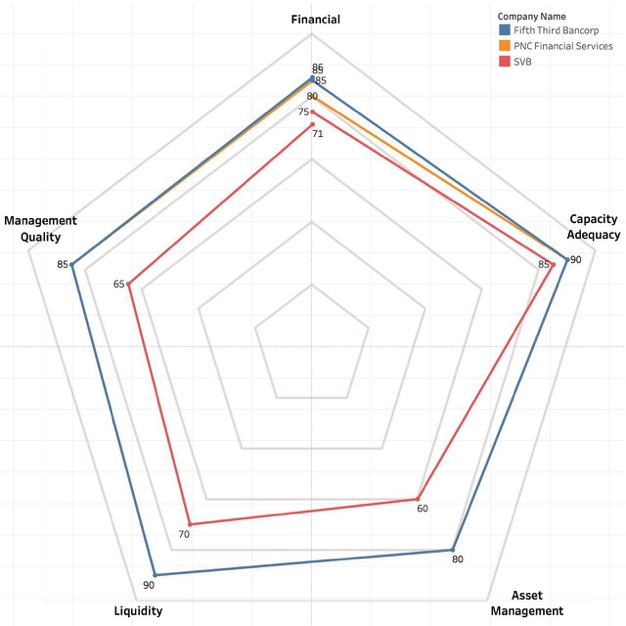 Financial
Company Name
Fifth Third Bancorp
PNC Financial Services
SVB
86
85
85
80
75
71
Management
Quality
Capacity
Adequacy
85
85
90
65
60
70
80
90
Liquidity
Asset
Management